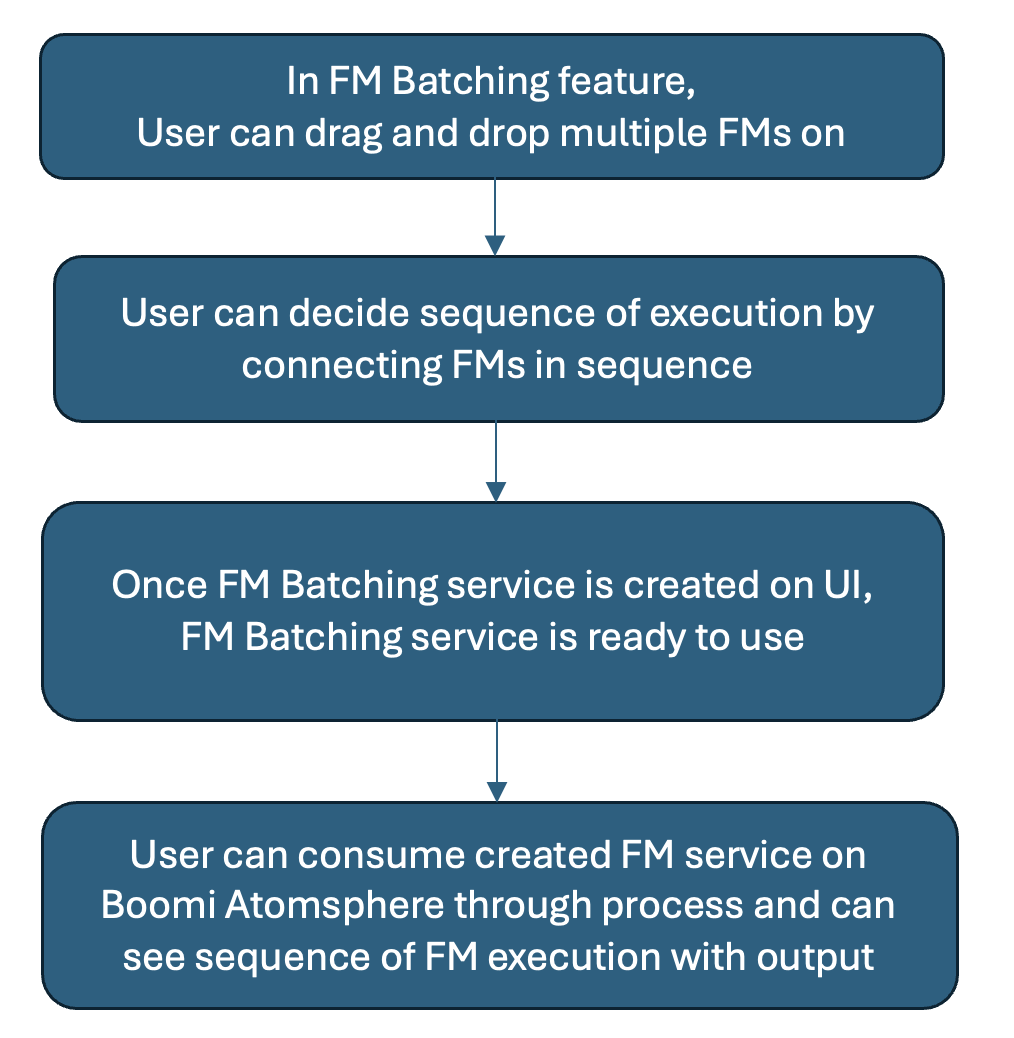 In FM Batching feature,
User can drag and drop multiple FMs on
User can decide sequence of execution by
connecting FMs in sequence
Once FM Batching service is created on UI,
FM Batching service is ready to use
User can consume created FM service on
Boomi Atomsphere through process and can
see sequence of FM execution with output